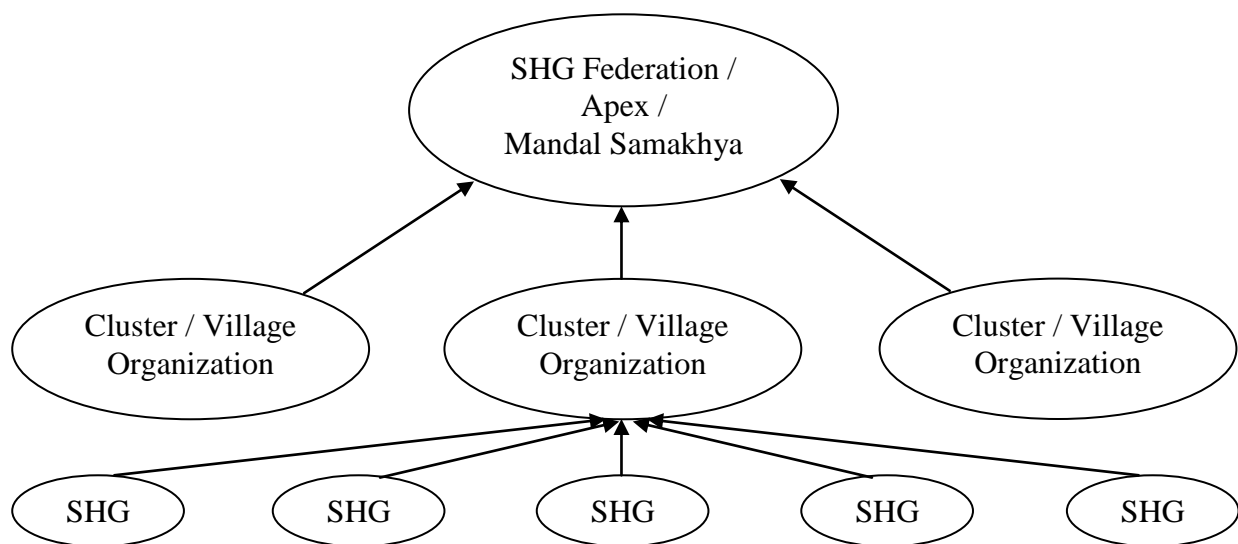 SHG Federation /
Apex /
Mandal Samakhya
Cluster / Village
Organization
Cluster / Village
Organization
Cluster / Village
Organization
SHG
SHG
SHG
SHG
SHG